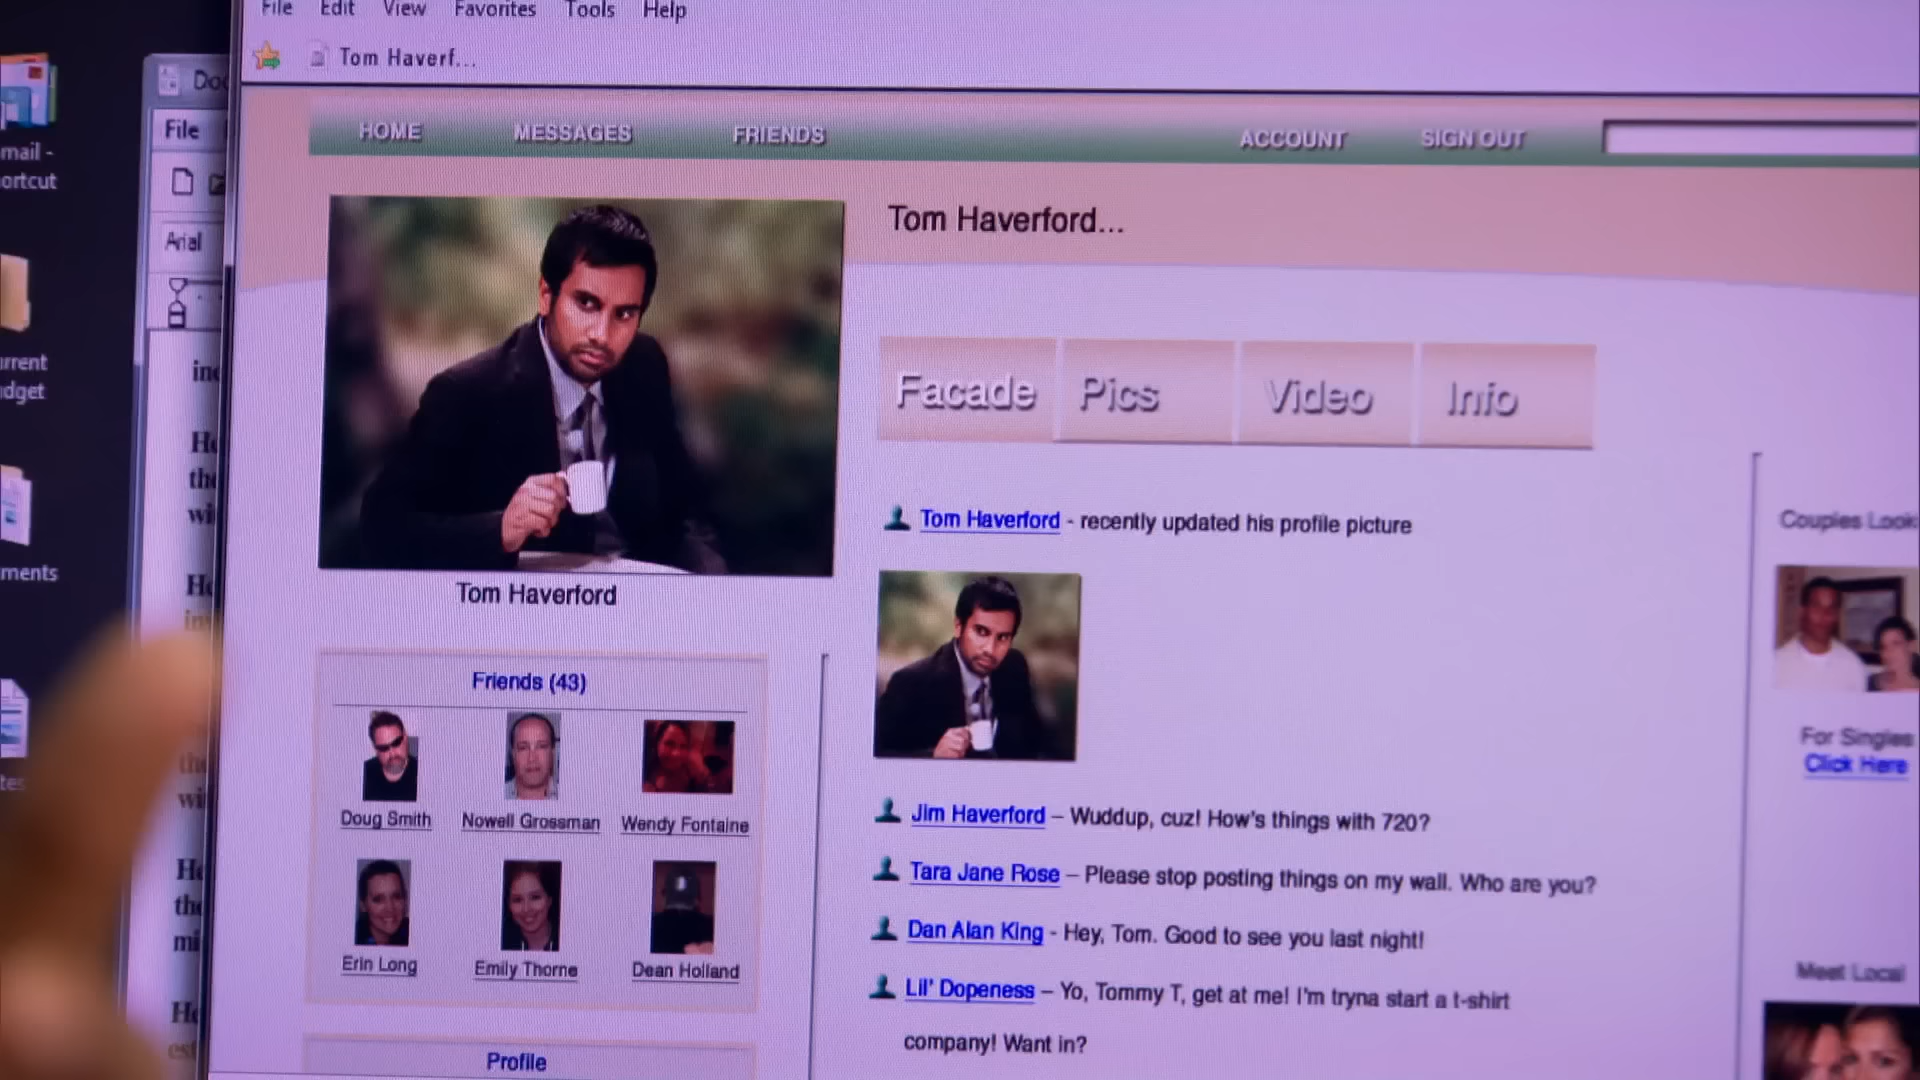 File Edit View Favorites Tools Help
Tom Haverf...
HOME MESSAGES FRIENDS ACCOUNT SIGN OUT
File
mail -
Arial
Tom Haverford...
Facade Pics Video Info
Tom Haverford - recently updated his profile picture
Tom Haverford
Friends (43)
Doug Smith Nowell Grossman Wendy Fontaine
Erin Long Emily Thorne Dean Holland
Profile
Jim Haverford – Wuddup, cuz! How's things with 720?
Tara Jane Rose – Please stop posting things on my wall. Who are you?
Dan Alan King - Hey, Tom. Good to see you last night!
Lil' Dopeness – Yo, Tommy T, get at me! I'm tryna start a t-shirt
company! Want in?
Couples Look
For Singles
Click Here
Meet Local